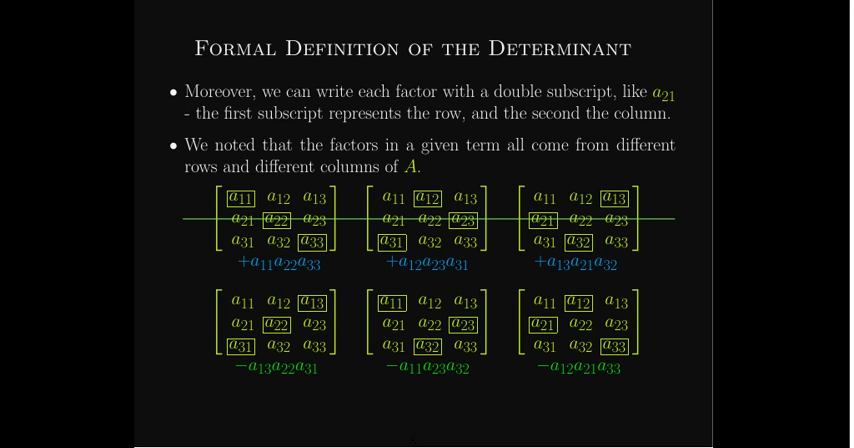 Formal Definition of the Determinant
• Moreover, we can write each factor with a double subscript, like a₂₁
- the first subscript represents the row, and the second the column.
• We noted that the factors in a given term all come from different
rows and different columns of A.
a₁₁ a₁₂ a₁₃ a₁₁ a₁₂ a₁₃ a₁₁ a₁₂ a₁₃
a₂₁ a₂₂ a₂₃ a₂₁ a₂₂ a₂₃ a₂₁ a₂₂ a₂₃
a₃₁ a₃₂ a₃₃ a₃₁ a₃₂ a₃₃ a₃₁ a₃₂ a₃₃
+a₁₁a₂₂a₃₃ +a₁₂a₂₃a₃₁ +a₁₃a₂₁a₃₂
a₁₁ a₁₂ a₁₃ a₁₁ a₁₂ a₁₃ a₁₁ a₁₂ a₁₃
a₂₁ a₂₂ a₂₃ a₂₁ a₂₂ a₂₃ a₂₁ a₂₂ a₂₃
a₃₁ a₃₂ a₃₃ a₃₁ a₃₂ a₃₃ a₃₁ a₃₂ a₃₃
−a₁₃a₂₂a₃₁ −a₁₁a₂₃a₃₂ −a₁₂a₂₁a₃₃